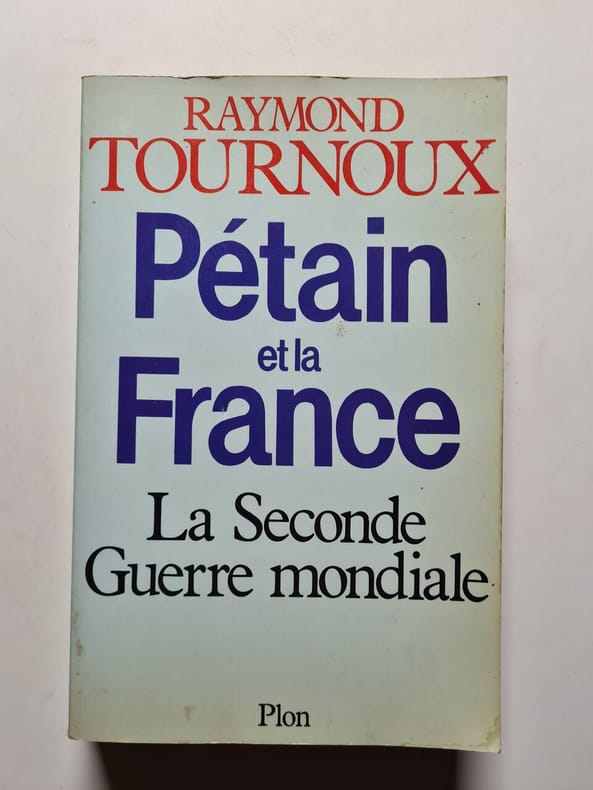 RAYMOND
TOURNOUX
Pétain
et la
France
La Seconde
Guerre mondiale
Plon